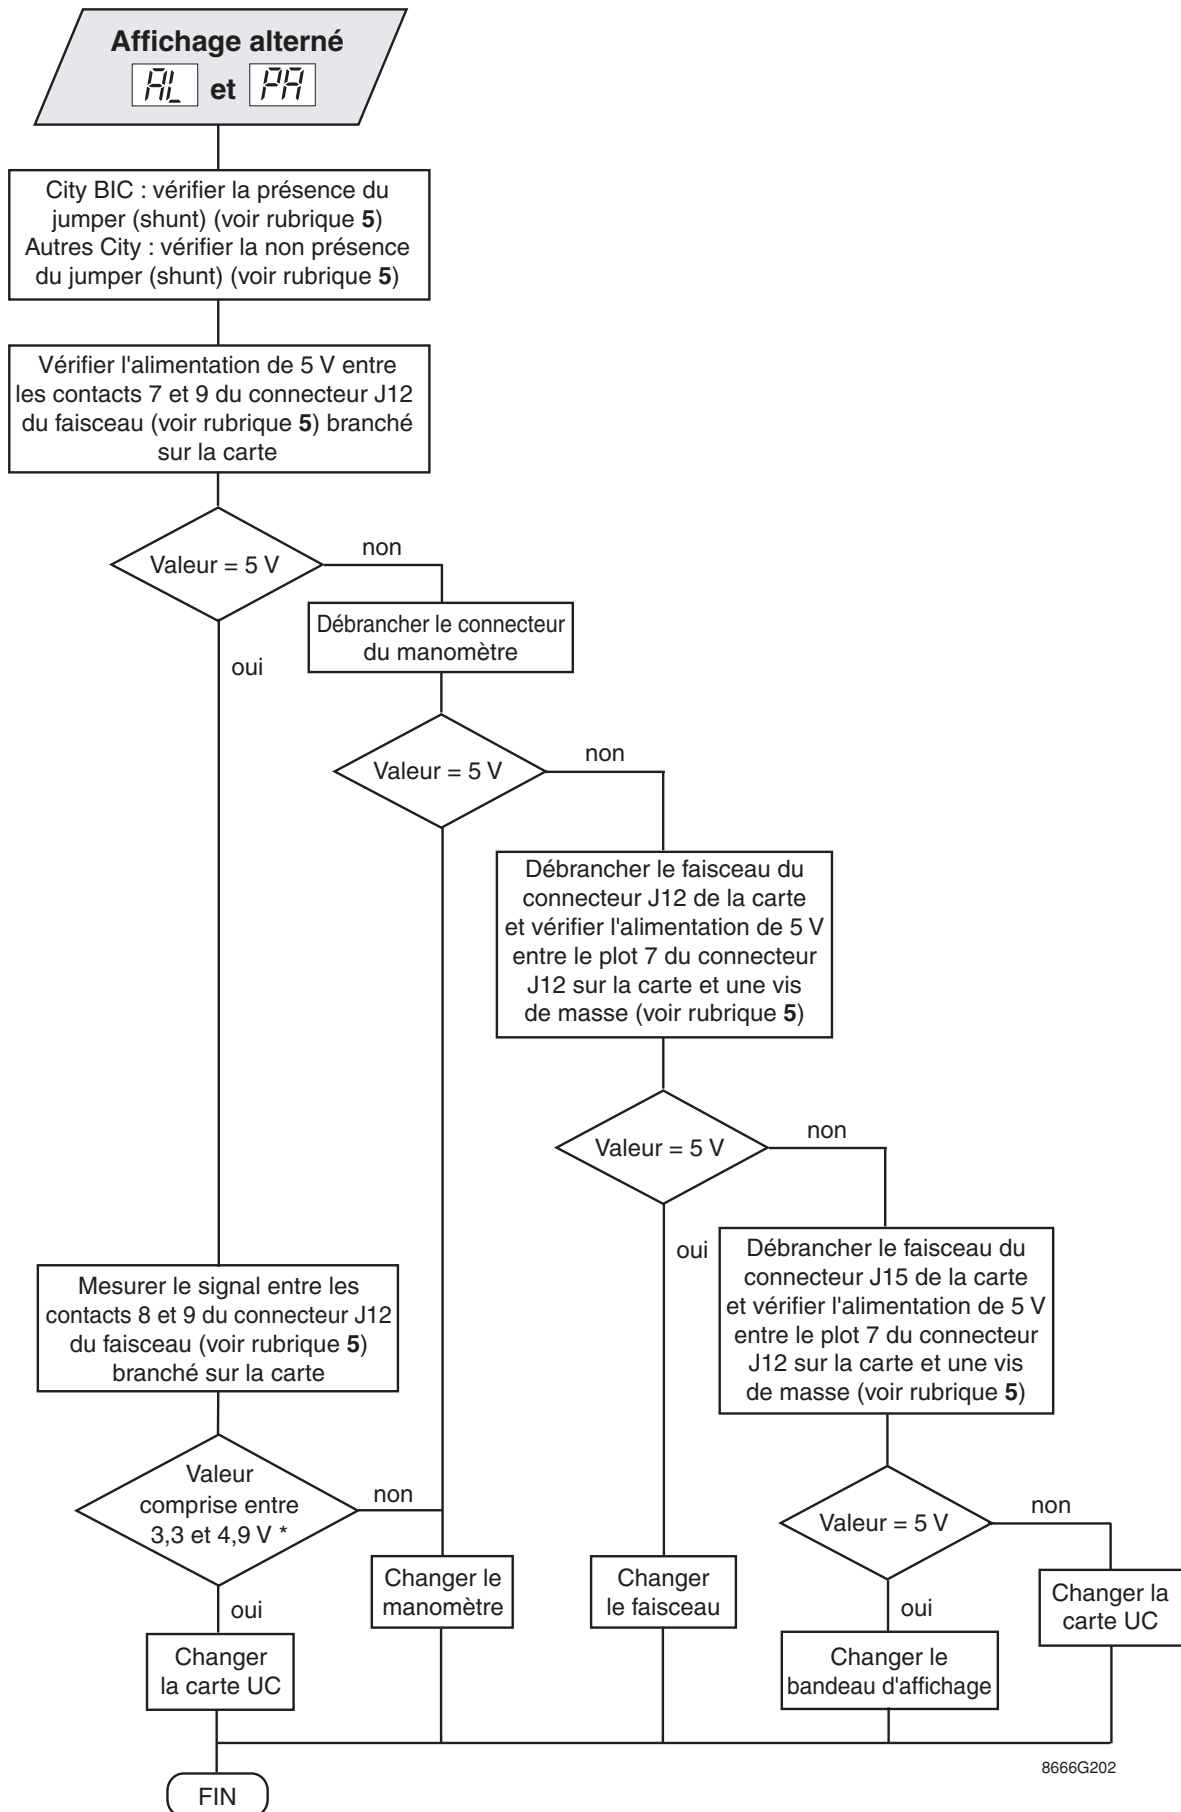 Affichage alterné
AL et PA
City BIC : vérifier la présence du
jumper (shunt) (voir rubrique 5)
Autres City : vérifier la non présence
du jumper (shunt) (voir rubrique 5)
Vérifier l'alimentation de 5 V entre
les contacts 7 et 9 du connecteur J12
du faisceau (voir rubrique 5) branché
sur la carte
Valeur = 5 V
non
oui
Débrancher le connecteur
du manomètre
Valeur = 5 V
non
Débrancher le faisceau du
connecteur J12 de la carte
et vérifier l'alimentation de 5 V
entre le plot 7 du connecteur
J12 sur la carte et une vis
de masse (voir rubrique 5)
Valeur = 5 V
non
oui
Débrancher le faisceau du
connecteur J15 de la carte
et vérifier l'alimentation de 5 V
entre le plot 7 du connecteur
J12 sur la carte et une vis
de masse (voir rubrique 5)
Mesurer le signal entre les
contacts 8 et 9 du connecteur J12
du faisceau (voir rubrique 5)
branché sur la carte
Valeur
comprise entre
3,3 et 4,9 V *
non
oui
Valeur = 5 V
non
oui
Changer
la carte UC
Changer le
manomètre
Changer
le faisceau
Changer le
bandeau d'affichage
Changer la
carte UC
8666G202
FIN